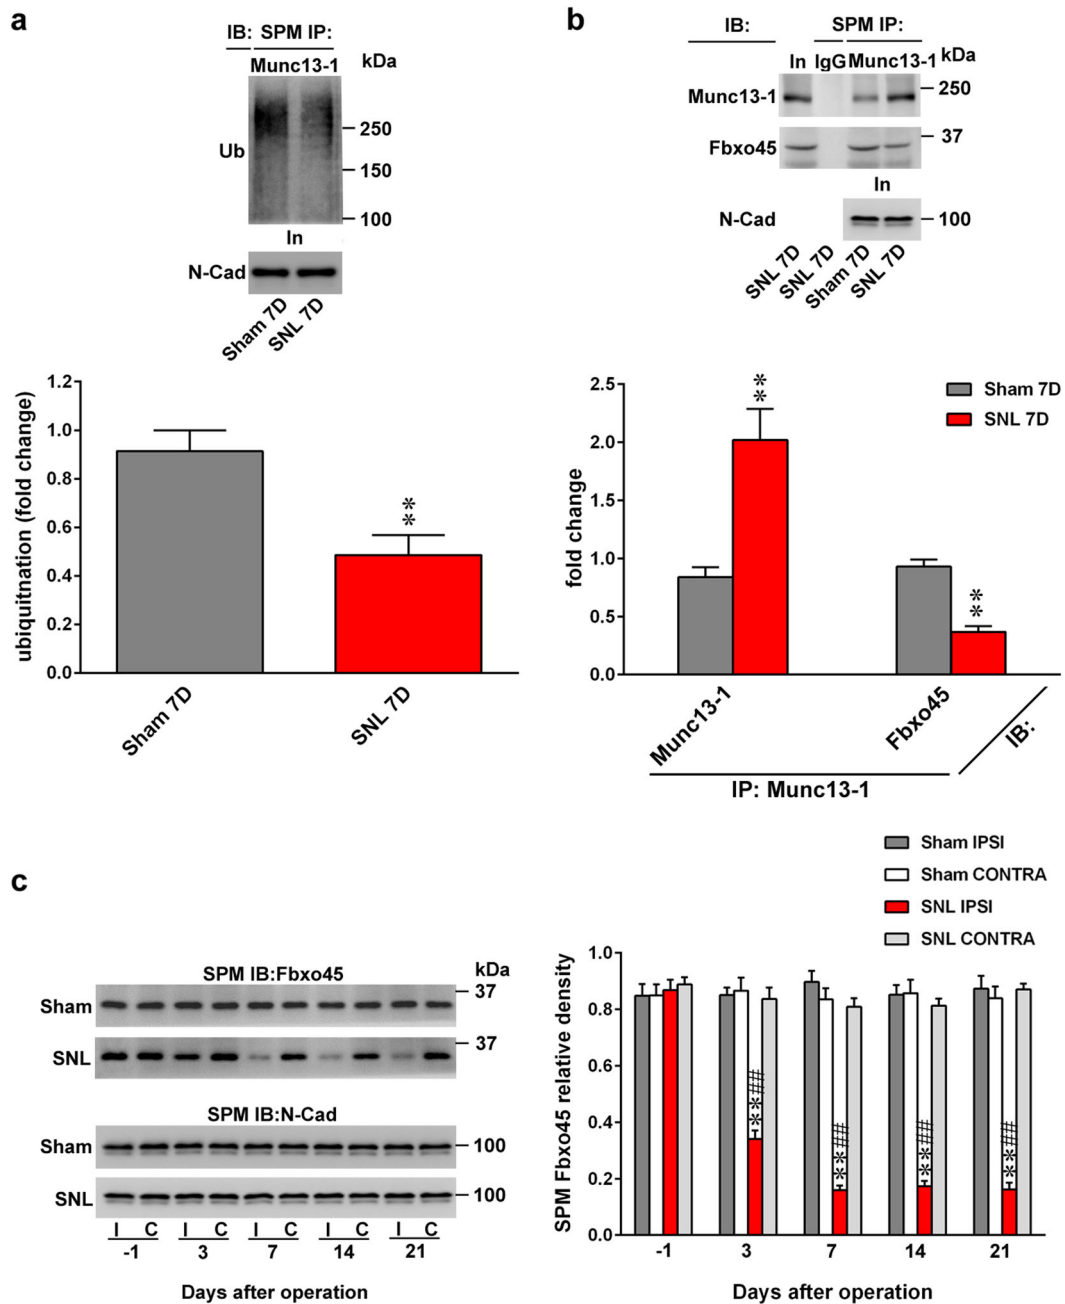 a
IB: SPM IP:
Munc13-1 kDa
Ub
250
150
100
In
N-Cad
Sham 7D
SNL 7D
ubiquitnation (fold change)
1.2
1.0
0.8
0.6
0.4
0.2
0.0
**
Sham 7D
SNL 7D
b
IB: SPM IP:
In IgG Munc13-1 kDa
Munc13-1
250
Fbxo45
37
In
N-Cad
100
SNL 7D
SNL 7D
Sham 7D
SNL 7D
fold change
2.5
2.0
1.5
1.0
0.5
0.0
**
**
Sham 7D
SNL 7D
Munc13-1
Fbxo45
IB:
IP: Munc13-1
c
SPM IB:Fbxo45
kDa
Sham
37
SNL
37
SPM IB:N-Cad
Sham
100
SNL
100
I C I C I C I C I C
-1 3 7 14 21
Days after operation
Sham IPSI
Sham CONTRA
SNL IPSI
SNL CONTRA
SPM Fbxo45 relative density
1.0
0.8
0.6
0.4
0.2
0.0
**##
**##
**##
**##
-1 3 7 14 21
Days after operation